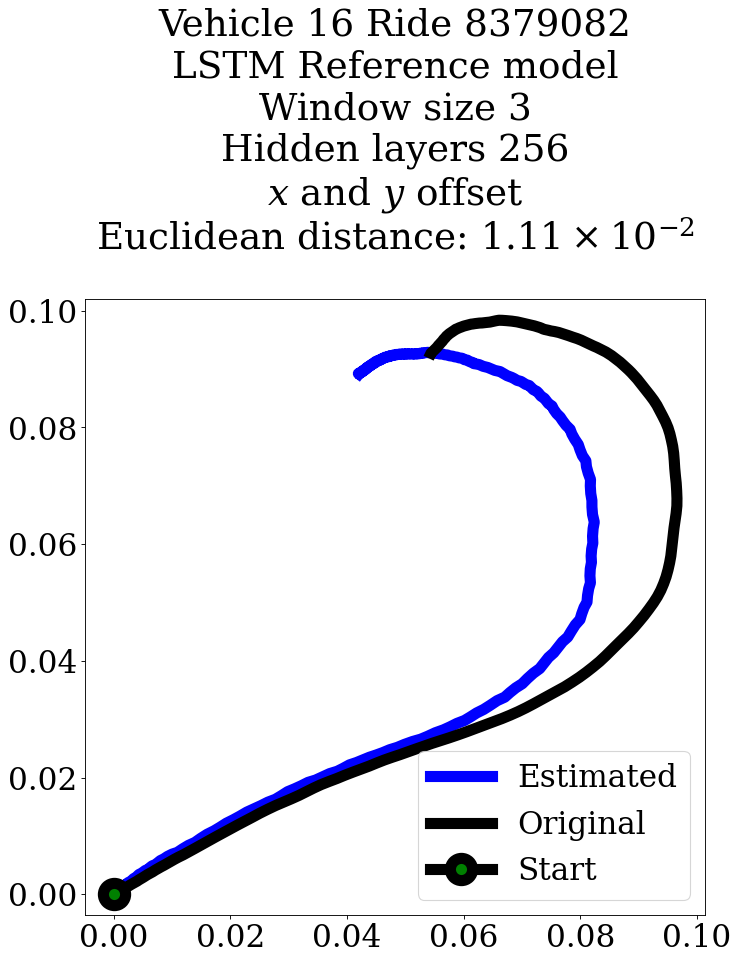 Vehicle 16 Ride 8379082
LSTM Reference model
Window size 3
Hidden layers 256
x and y offset
Euclidean distance: 1.11 × 10⁻²
0.10
0.08
0.06
0.04
0.02
0.00
Estimated
Original
Start
0.00 0.02 0.04 0.06 0.08 0.10